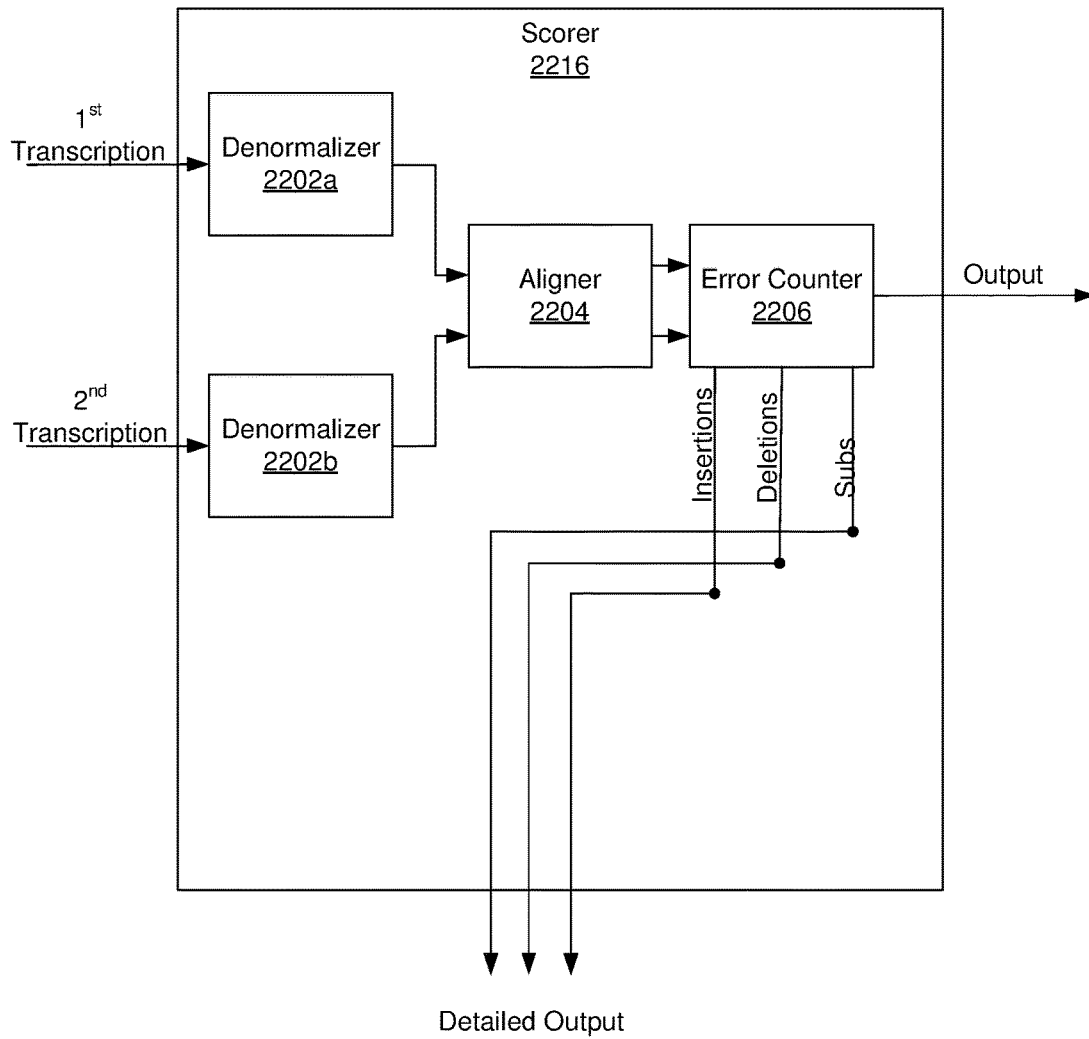 Scorer
2216
1st
Transcription
Denormalizer
2202a
Aligner
2204
Error Counter
2206
Output
2nd
Transcription
Denormalizer
2202b
Insertions
Deletions
Subs
Detailed Output